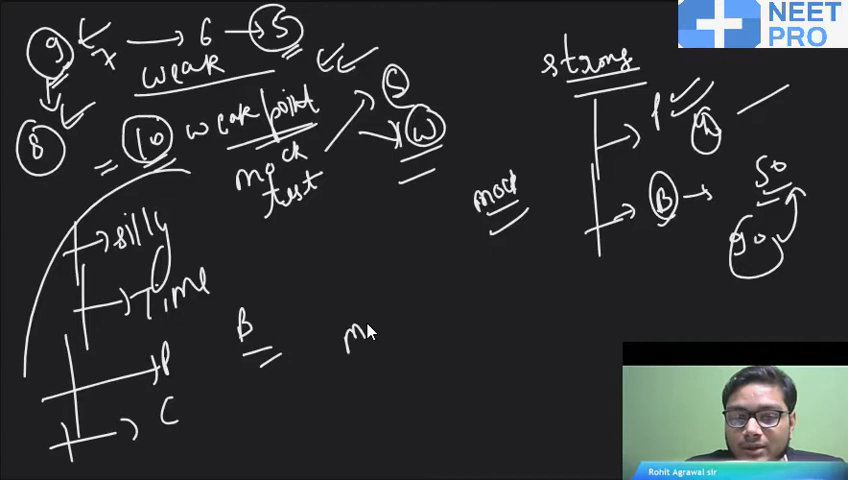 9 7 → 6 → 5
weak
8
= 10 weak point
mock test
S
W
silly
Time
P
C
B
m
strong
P
B → 50
90
mock
NEET
PRO
Rohit Agrawal sir